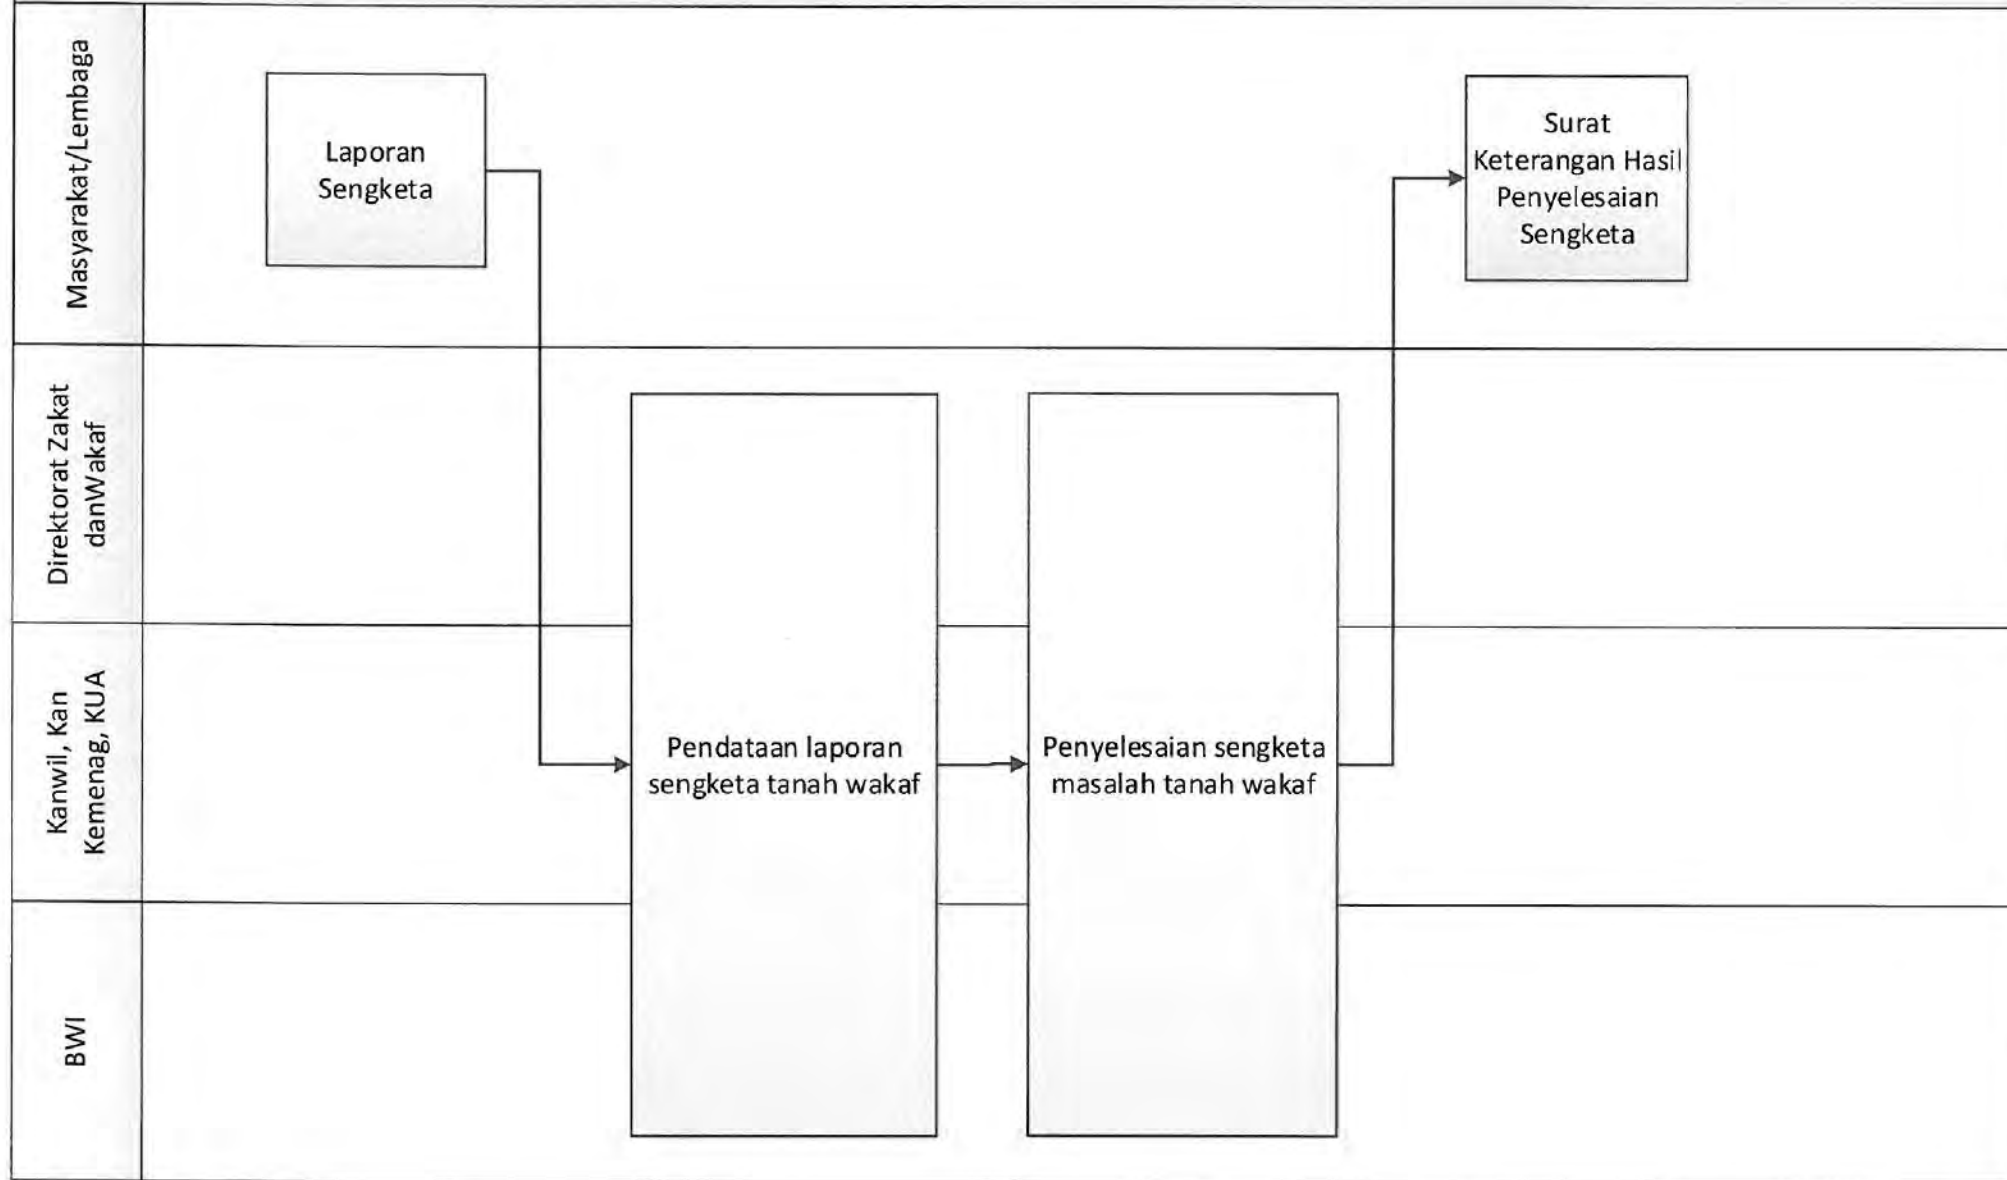 Masyarakat/Lembaga
Laporan
Sengketa
Surat
Keterangan Hasil
Penyelesaian
Sengketa
Direktorat Zakat
danWakaf
Kanwil, Kan
Kemenag, KUA
Pendataan laporan
sengketa tanah wakaf
Penyelesaian sengketa
masalah tanah wakaf
BWI